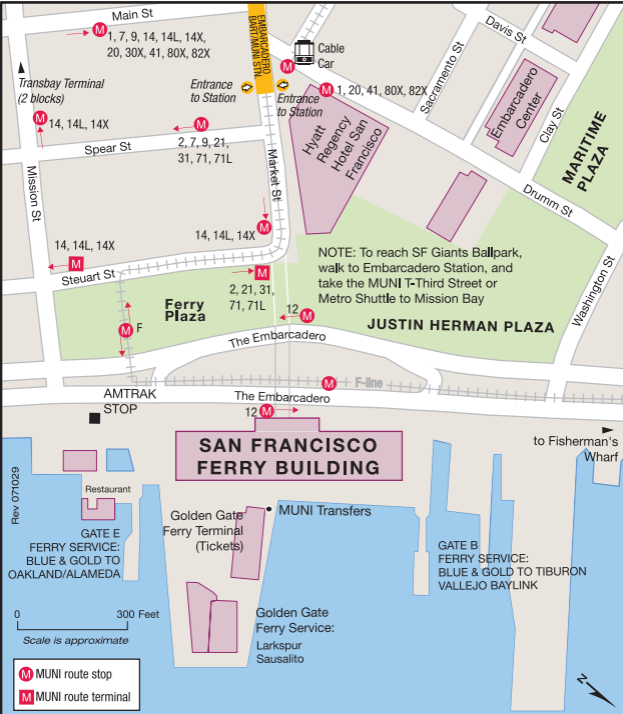 Main St
M 1, 7, 9, 14, 14L, 14X,
20, 30X, 41, 80X, 82X
EMBARCADERO
BART/MUNI STN.
Davis St
Cable
Car
M
Transbay Terminal
(2 blocks)
Entrance
to Station
Entrance
to Station
M 1, 20, 41, 80X, 82X
Sacramento St
Embarcadero
Center
Clay St
MARITIME
PLAZA
M 14, 14L, 14X
M
2, 7, 9, 21,
31, 71, 71L
Spear St
Hyatt
Regency
Hotel San
Francisco
Market St
Mission St
Drumm St
14, 14L, 14X M
14, 14L, 14X
M
Steuart St
NOTE: To reach SF Giants Ballpark,
walk to Embarcadero Station, and
take the MUNI T-Third Street or
Metro Shuttle to Mission Bay
M
2, 21, 31,
71, 71L
Washington St
Ferry
Plaza
12 M
M F
JUSTIN HERMAN PLAZA
The Embarcadero
M F-line
AMTRAK
STOP
The Embarcadero
12 M
SAN FRANCISCO
FERRY BUILDING
to Fisherman's
Wharf
Rev 071029
Restaurant
GATE E
FERRY SERVICE:
BLUE & GOLD TO
OAKLAND/ALAMEDA
Golden Gate
Ferry Terminal
(Tickets)
MUNI Transfers
GATE B
FERRY SERVICE:
BLUE & GOLD TO TIBURON
VALLEJO BAYLINK
0 300 Feet
Scale is approximate
Golden Gate
Ferry Service:
Larkspur
Sausalito
M MUNI route stop
M MUNI route terminal
N